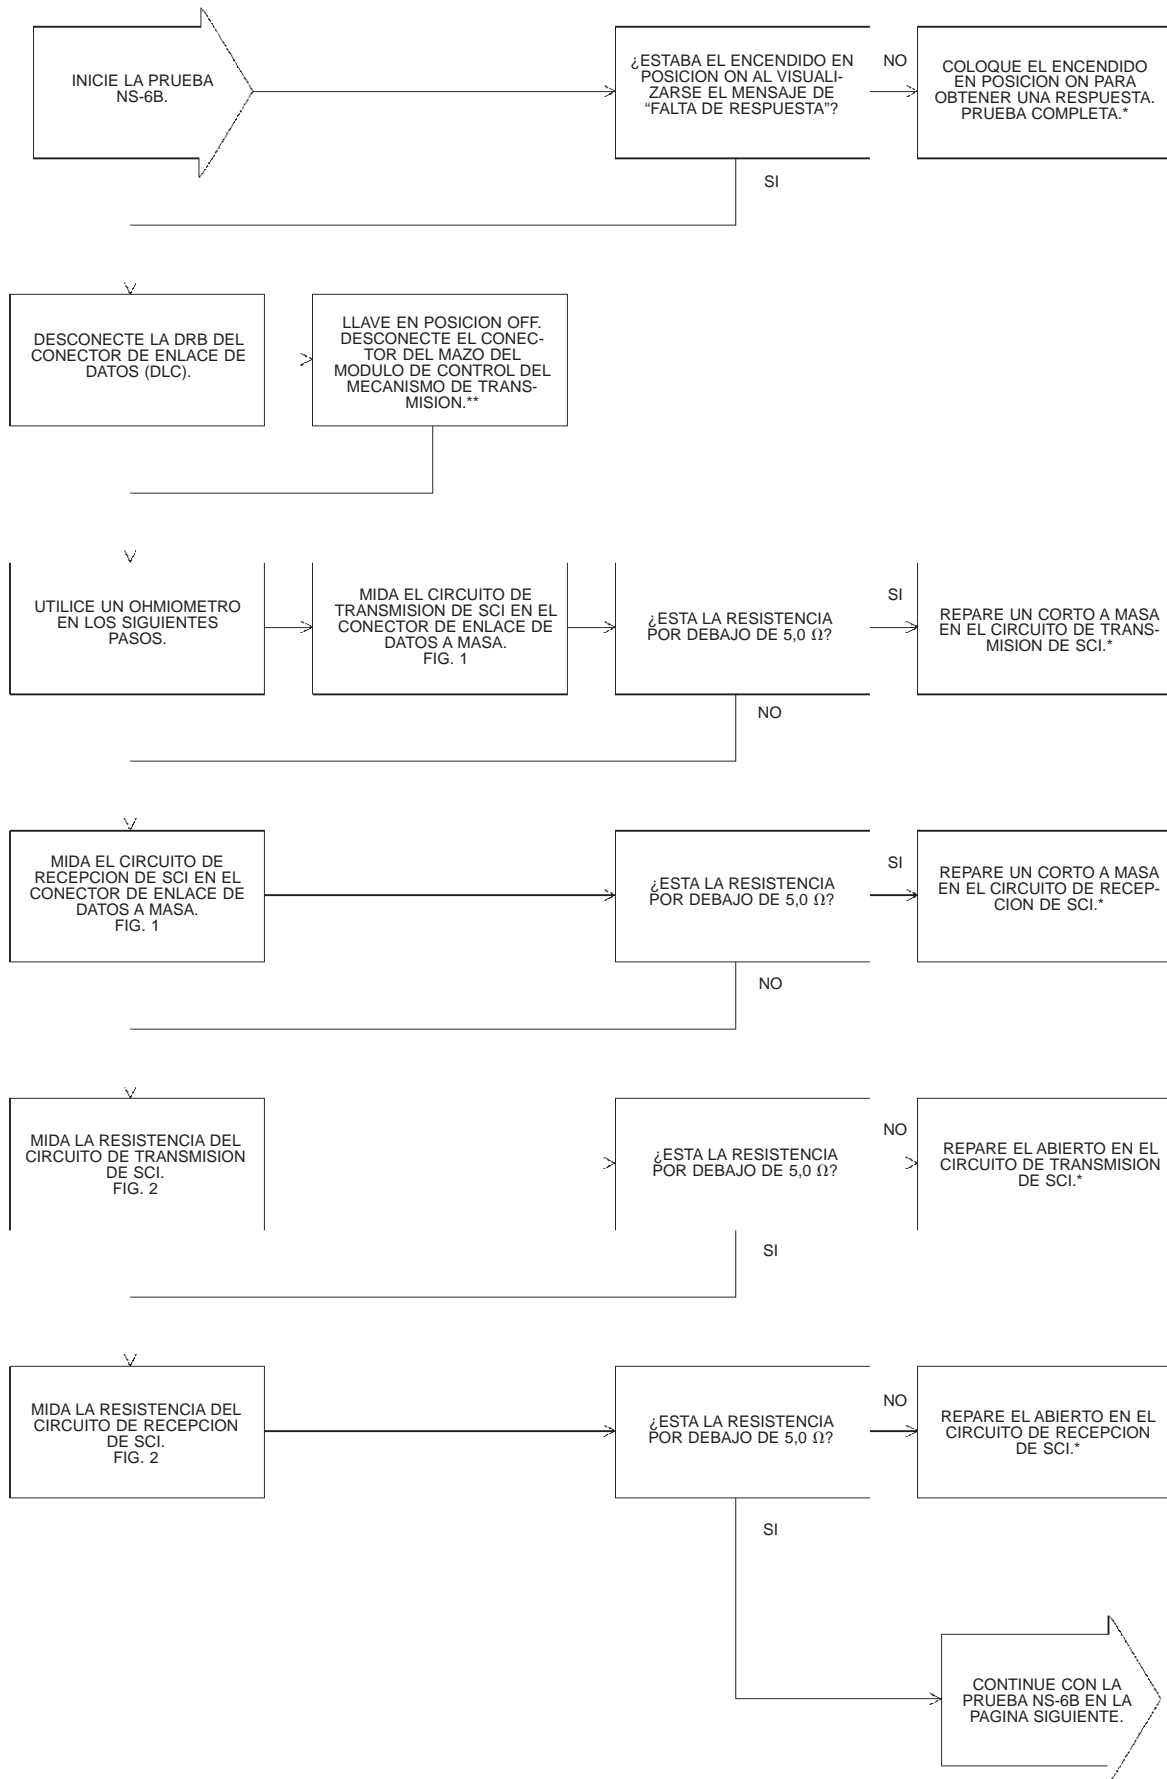 INICIE LA PRUEBA
NS-6B.
¿ESTABA EL ENCENDIDO EN
POSICION ON AL VISUALI-
ZARSE EL MENSAJE DE
“FALTA DE RESPUESTA”?
NO
COLOQUE EL ENCENDIDO
EN POSICION ON PARA
OBTENER UNA RESPUESTA.
PRUEBA COMPLETA.*
SI
DESCONECTE LA DRB DEL
CONECTOR DE ENLACE DE
DATOS (DLC).
LLAVE EN POSICION OFF.
DESCONECTE EL CONEC-
TOR DEL MAZO DEL
MODULO DE CONTROL DEL
MECANISMO DE TRANS-
MISION.**
UTILICE UN OHMIOMETRO
EN LOS SIGUIENTES
PASOS.
MIDA EL CIRCUITO DE
TRANSMISION DE SCI EN EL
CONECTOR DE ENLACE DE
DATOS A MASA.
FIG. 1
¿ESTA LA RESISTENCIA
POR DEBAJO DE 5,0 Ω?
SI
REPARE UN CORTO A MASA
EN EL CIRCUITO DE TRANS-
MISION DE SCI.*
NO
MIDA EL CIRCUITO DE
RECEPCION DE SCI EN EL
CONECTOR DE ENLACE DE
DATOS A MASA.
FIG. 1
¿ESTA LA RESISTENCIA
POR DEBAJO DE 5,0 Ω?
SI
REPARE UN CORTO A MASA
EN EL CIRCUITO DE RECEP-
CION DE SCI.*
NO
MIDA LA RESISTENCIA DEL
CIRCUITO DE TRANSMISION
DE SCI.
FIG. 2
¿ESTA LA RESISTENCIA
POR DEBAJO DE 5,0 Ω?
NO
REPARE EL ABIERTO EN EL
CIRCUITO DE TRANSMISION
DE SCI.*
SI
MIDA LA RESISTENCIA DEL
CIRCUITO DE RECEPCION
DE SCI.
FIG. 2
¿ESTA LA RESISTENCIA
POR DEBAJO DE 5,0 Ω?
NO
REPARE EL ABIERTO EN EL
CIRCUITO DE RECEPCION
DE SCI.*
SI
CONTINUE CON LA
PRUEBA NS-6B EN LA
PAGINA SIGUIENTE.